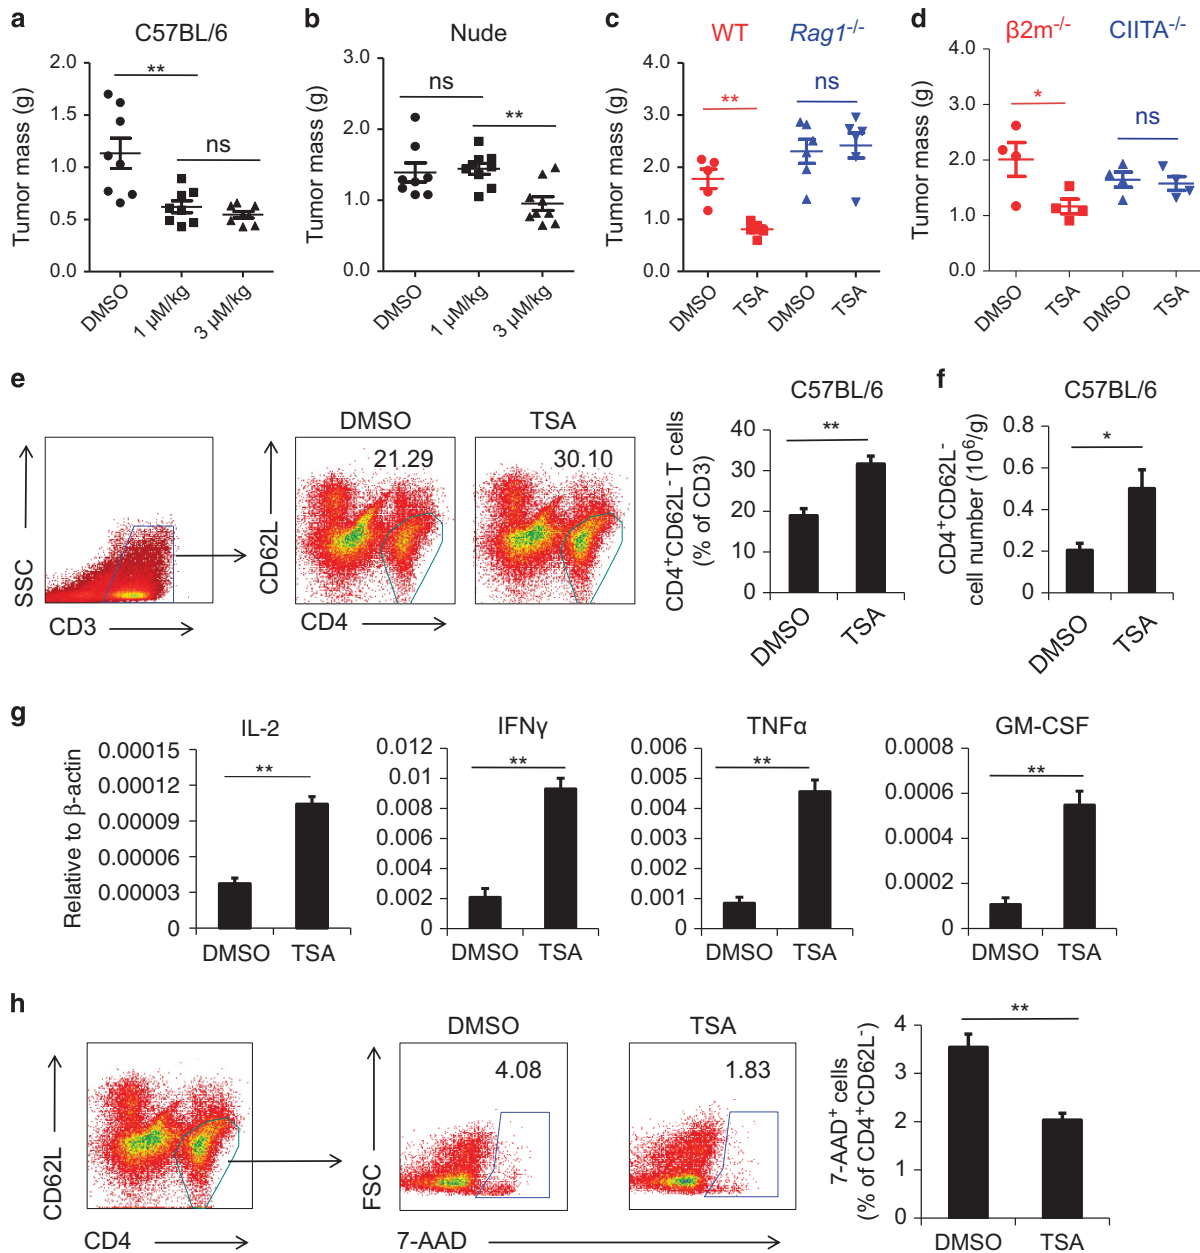 a
C57BL/6
Tumor mass (g)
2.0
1.5
1.0
0.5
0.0
**
ns
DMSO
1 µM/kg
3 µM/kg
b
Nude
Tumor mass (g)
3.0
2.0
1.0
0.0
ns
**
DMSO
1 µM/kg
3 µM/kg
c
WT
Rag1-/-
Tumor mass (g)
4.0
3.0
2.0
1.0
0.0
**
ns
DMSO
TSA
DMSO
TSA
d
β2m-/-
CIITA-/-
Tumor mass (g)
4.0
3.0
2.0
1.0
0.0
*
ns
DMSO
TSA
DMSO
TSA
e
SSC
CD3
CD62L
CD4
DMSO
21.29
TSA
30.10
C57BL/6
CD4+CD62L- T cells
(% of CD3)
40
30
20
10
0
**
DMSO
TSA
f
C57BL/6
CD4+CD62L-
cell number (10^6/g)
0.8
0.6
0.4
0.2
0
*
DMSO
TSA
g
Relative to β-actin
IL-2
0.00015
0.00012
0.00009
0.00006
0.00003
0
**
DMSO TSA
IFNγ
0.012
0.01
0.008
0.006
0.004
0.002
0
**
DMSO TSA
TNFα
0.006
0.005
0.004
0.003
0.002
0.001
0
**
DMSO TSA
GM-CSF
0.0008
0.0006
0.0004
0.0002
0
**
DMSO TSA
h
CD62L
CD4
FSC
7-AAD
DMSO
4.08
TSA
1.83
7-AAD+ cells
(% of CD4+CD62L-)
4
3
2
1
0
**
DMSO TSA